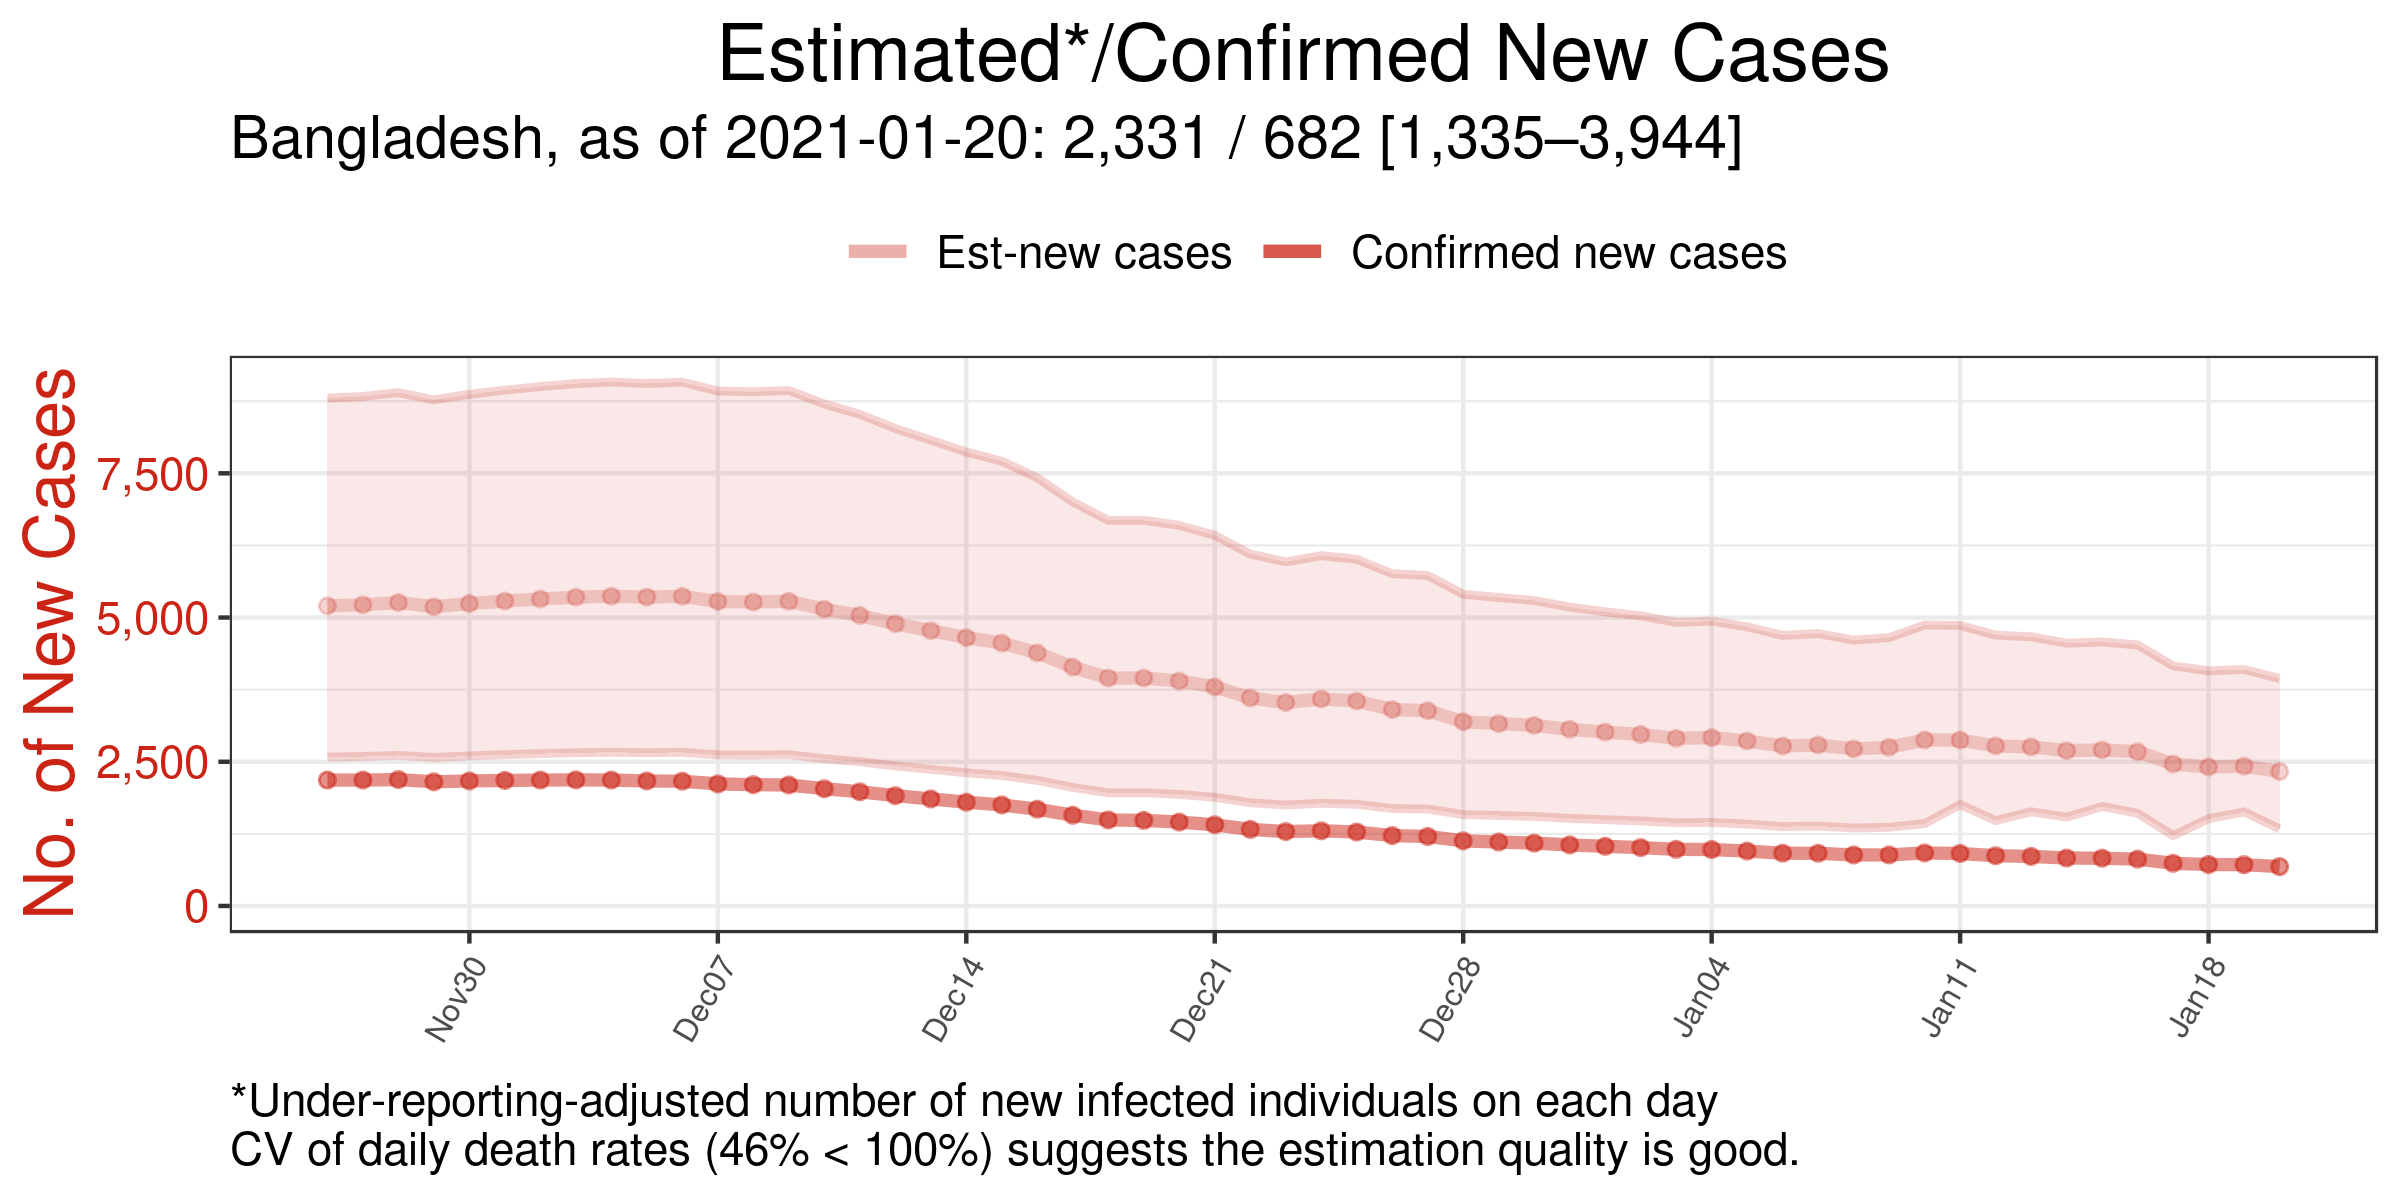 Estimated*/Confirmed New Cases
Bangladesh, as of 2021-01-20: 2,331 / 682 [1,335–3,944]
Est-new cases
Confirmed new cases
No. of New Cases
7,500
5,000
2,500
0
Nov30
Dec07
Dec14
Dec21
Dec28
Jan04
Jan11
Jan18
*Under-reporting-adjusted number of new infected individuals on each day
CV of daily death rates (46% < 100%) suggests the estimation quality is good.